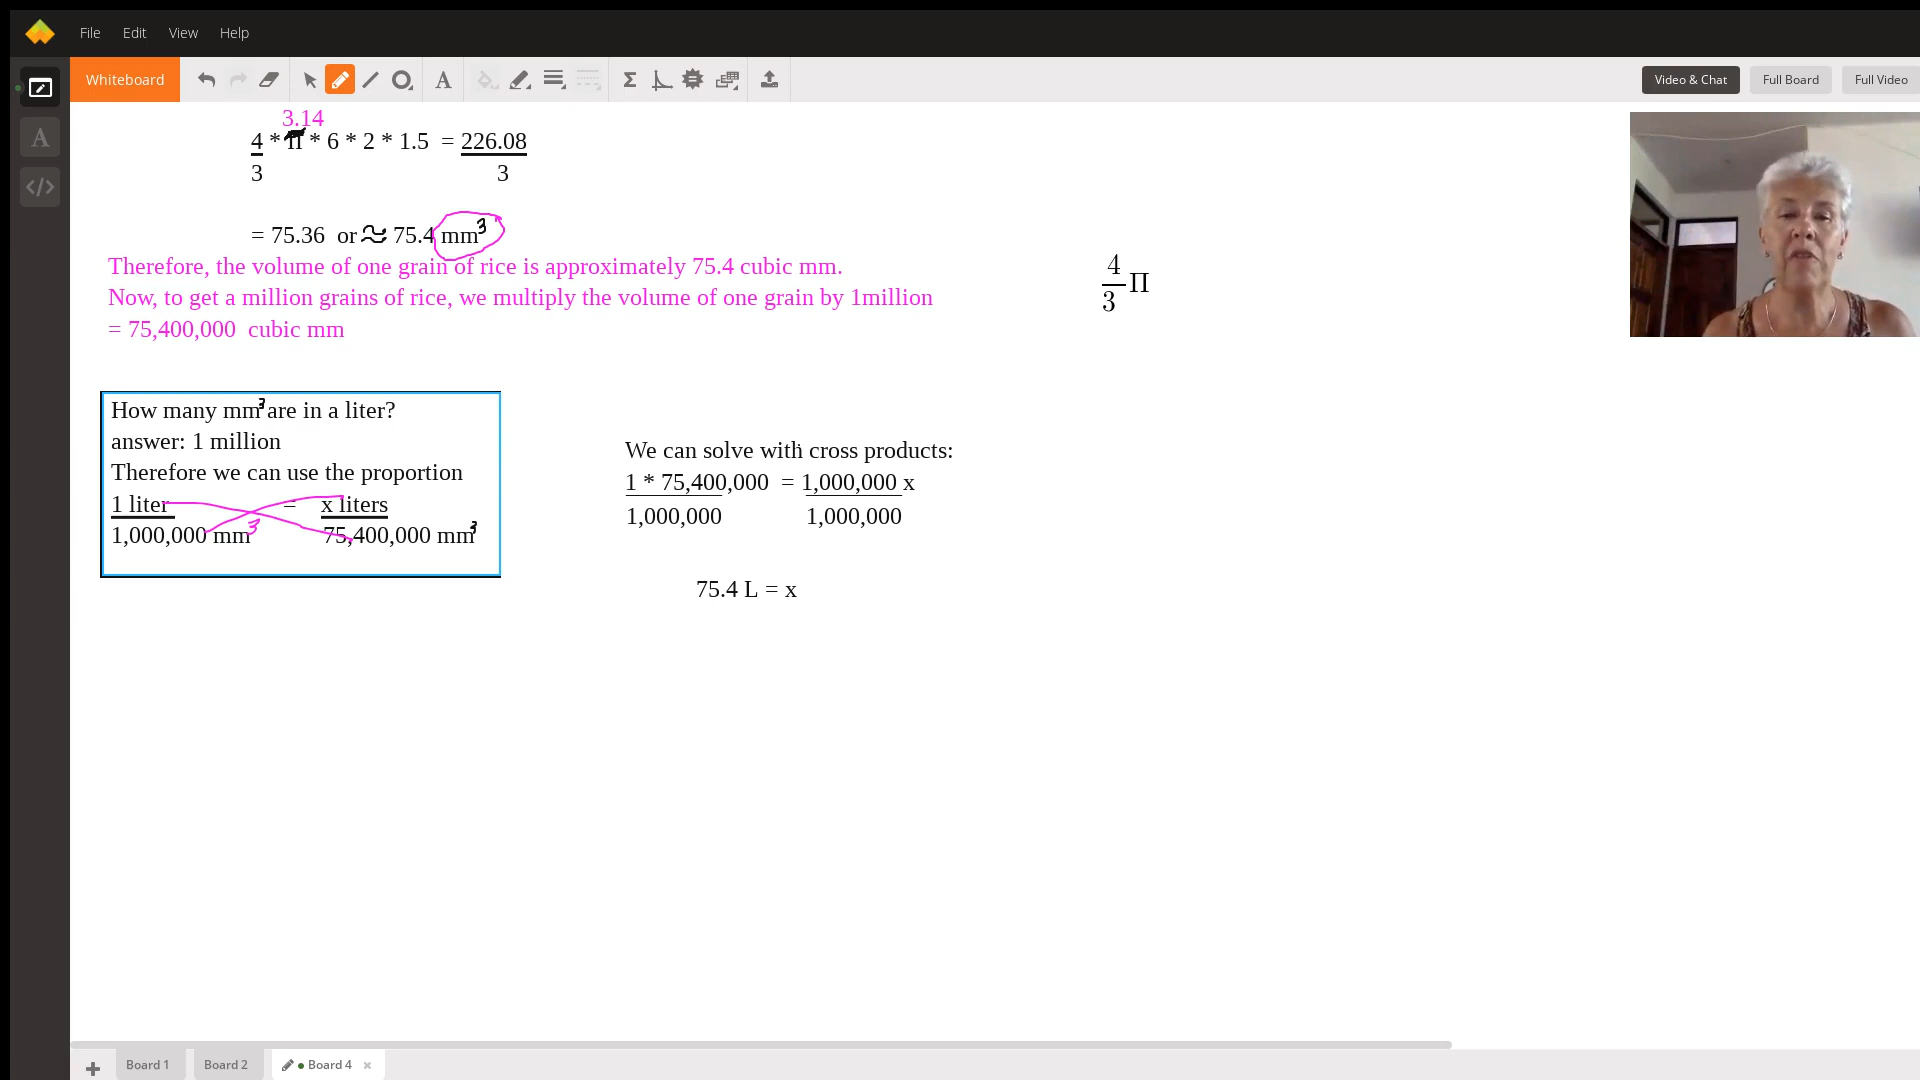 File Edit View Help
Whiteboard
Video & Chat Full Board Full Video
3.14
4 * π * 6 * 2 * 1.5 = 226.08
3 3
= 75.36 or ≈ 75.4 mm³
Therefore, the volume of one grain of rice is approximately 75.4 cubic mm.
Now, to get a million grains of rice, we multiply the volume of one grain by 1million
= 75,400,000 cubic mm
4
3 Π
How many mm³ are in a liter?
answer: 1 million
Therefore we can use the proportion
1 liter = x liters
1,000,000 mm³ 75,400,000 mm³
We can solve with cross products:
1 * 75,400,000 = 1,000,000 x
1,000,000 1,000,000
75.4 L = x
Board 1 Board 2 Board 4